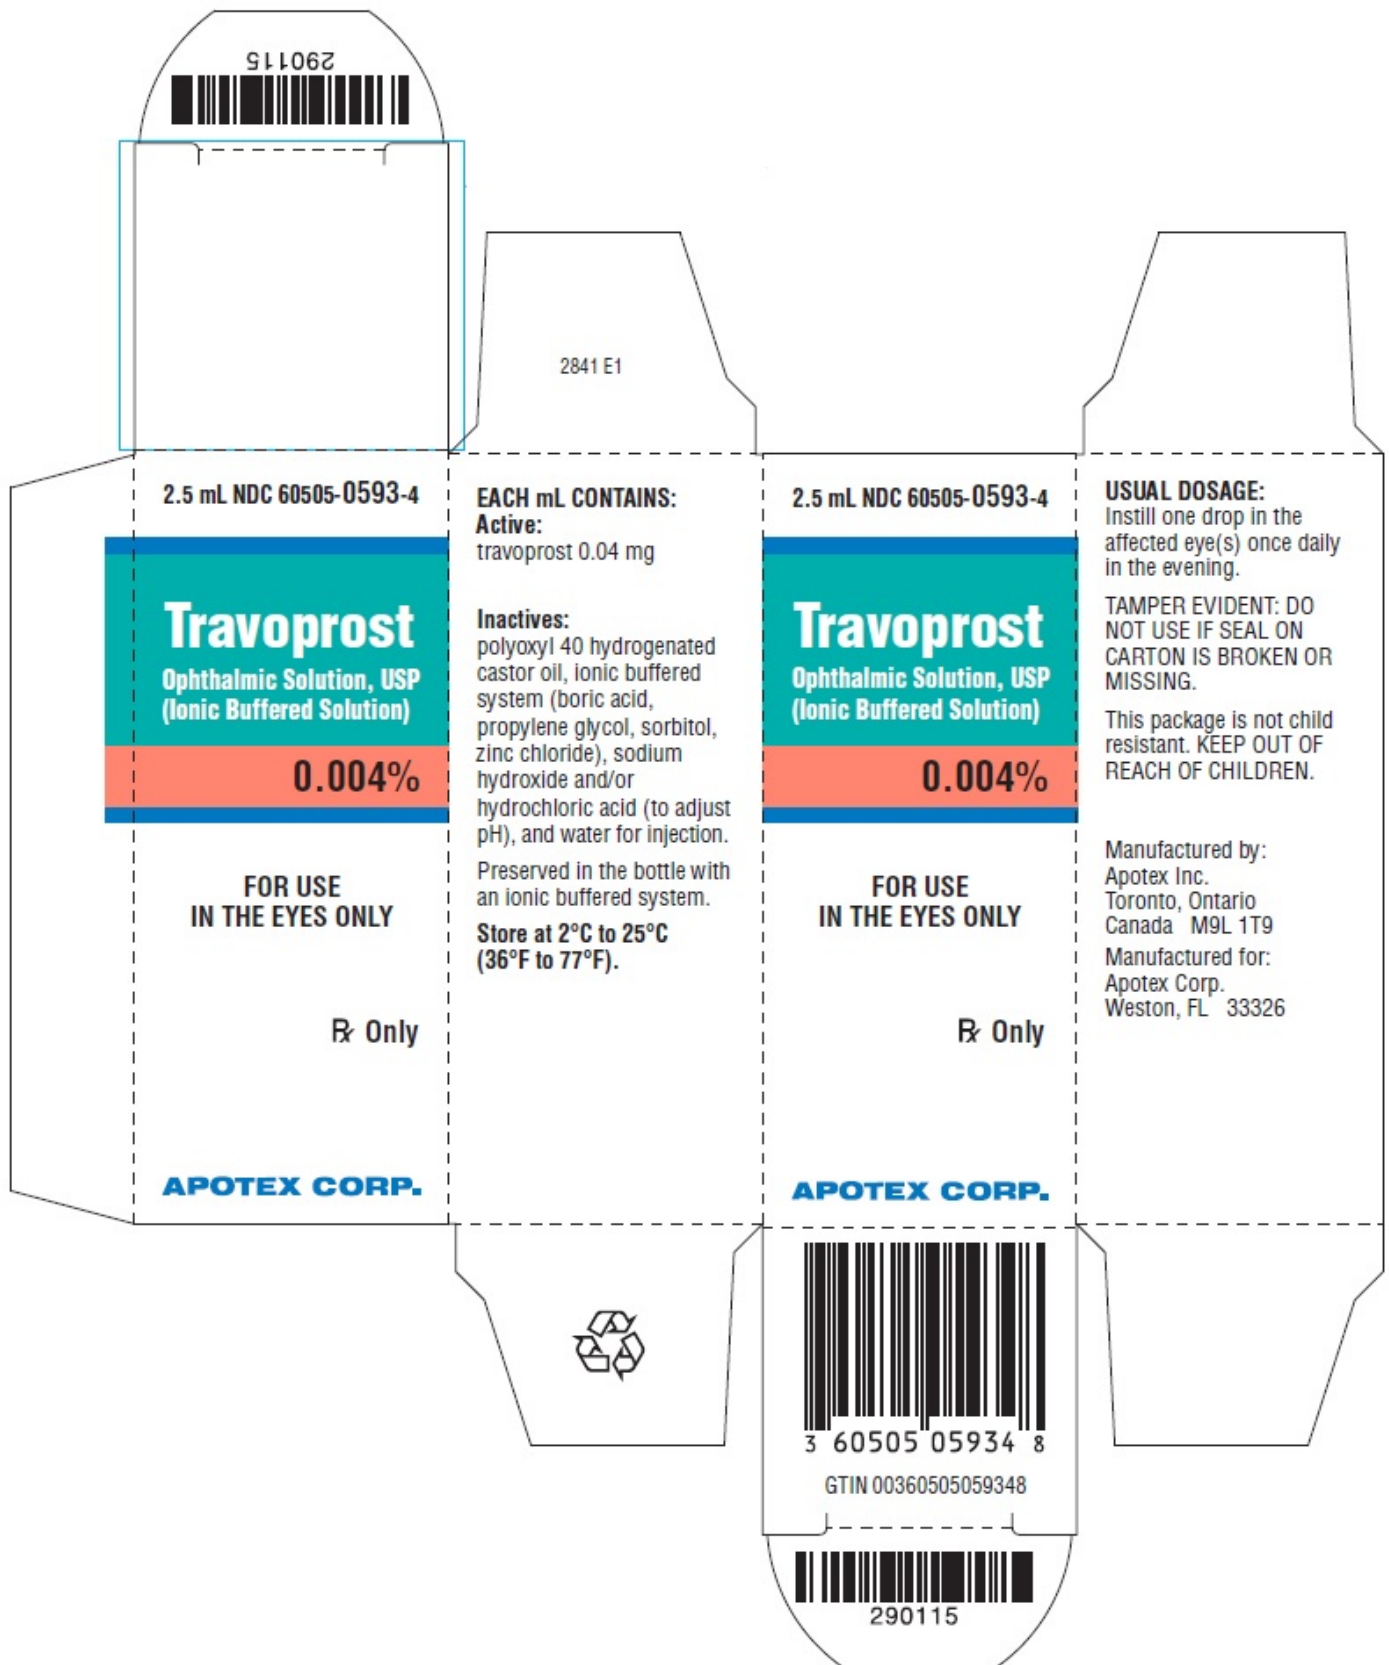 290115
2841 E1
2.5 mL NDC 60505-0593-4
Travoprost
Ophthalmic Solution, USP
(Ionic Buffered Solution)
0.004%
FOR USE
IN THE EYES ONLY
Rx Only
APOTEX CORP.
EACH mL CONTAINS:
Active:
travoprost 0.04 mg
Inactives:
polyoxyl 40 hydrogenated
castor oil, ionic buffered
system (boric acid,
propylene glycol, sorbitol,
zinc chloride), sodium
hydroxide and/or
hydrochloric acid (to adjust
pH), and water for injection.
Preserved in the bottle with
an ionic buffered system.
Store at 2°C to 25°C
(36°F to 77°F).
2.5 mL NDC 60505-0593-4
Travoprost
Ophthalmic Solution, USP
(Ionic Buffered Solution)
0.004%
FOR USE
IN THE EYES ONLY
Rx Only
APOTEX CORP.
USUAL DOSAGE:
Instill one drop in the
affected eye(s) once daily
in the evening.
TAMPER EVIDENT: DO
NOT USE IF SEAL ON
CARTON IS BROKEN OR
MISSING.
This package is not child
resistant. KEEP OUT OF
REACH OF CHILDREN.
Manufactured by:
Apotex Inc.
Toronto, Ontario
Canada M9L 1T9
Manufactured for:
Apotex Corp.
Weston, FL 33326
3 60505 05934 8
GTIN 00360505059348
290115